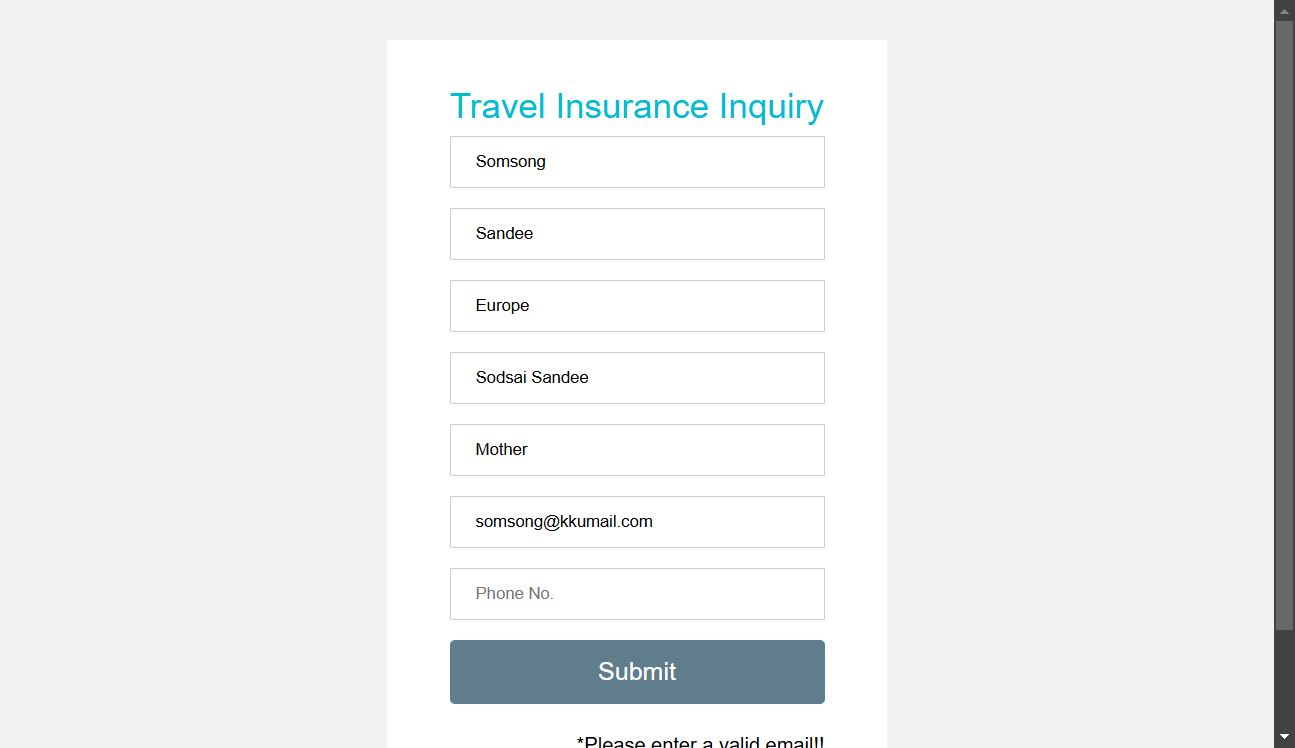 Travel Insurance Inquiry
Somsong
Sandee
Europe
Sodsai Sandee
Mother
somsong@kkumail.com
Phone No.
Submit
*Please enter a valid email!!